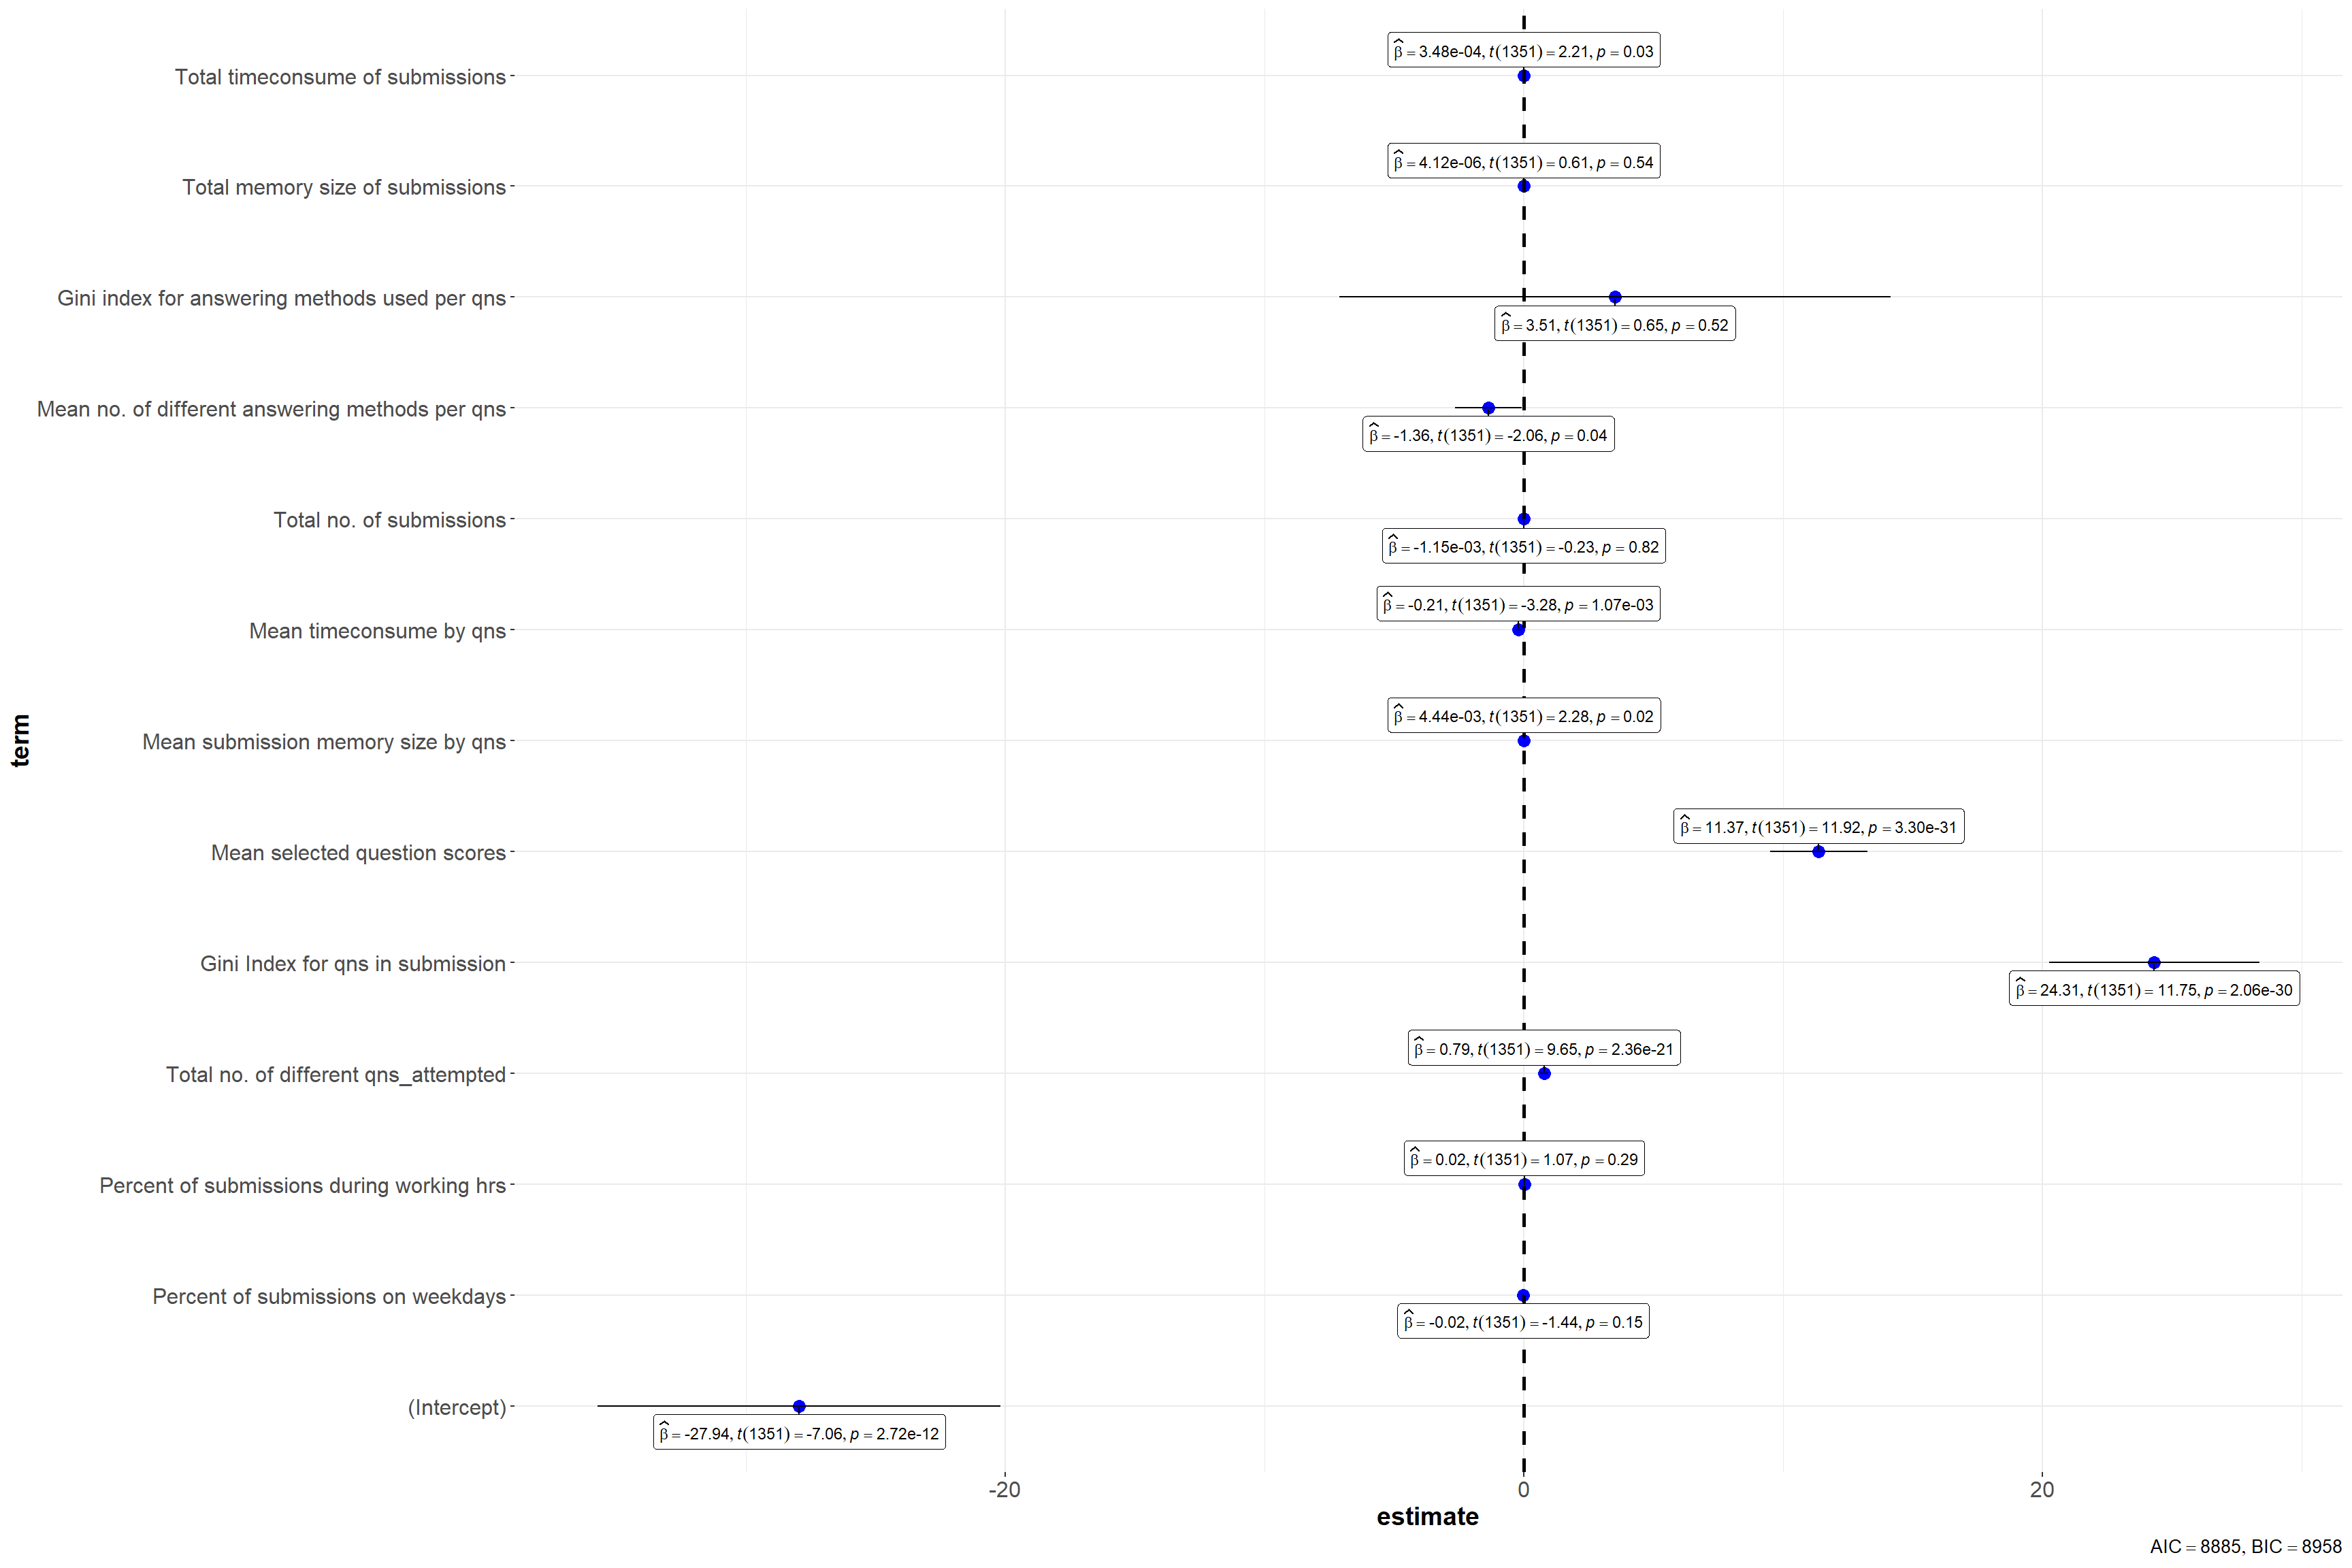 β̂ = 3.48e-04, t(1351) = 2.21, p = 0.03
Total timeconsume of submissions
β̂ = 4.12e-06, t(1351) = 0.61, p = 0.54
Total memory size of submissions
Gini index for answering methods used per qns
β̂ = 3.51, t(1351) = 0.65, p = 0.52
Mean no. of different answering methods per qns
β̂ = -1.36, t(1351) = -2.06, p = 0.04
Total no. of submissions
β̂ = -1.15e-03, t(1351) = -0.23, p = 0.82
β̂ = -0.21, t(1351) = -3.28, p = 1.07e-03
Mean timeconsume by qns
β̂ = 4.44e-03, t(1351) = 2.28, p = 0.02
Mean submission memory size by qns
term
β̂ = 11.37, t(1351) = 11.92, p = 3.30e-31
Mean selected question scores
Gini Index for qns in submission
β̂ = 24.31, t(1351) = 11.75, p = 2.06e-30
β̂ = 0.79, t(1351) = 9.65, p = 2.36e-21
Total no. of different qns_attempted
β̂ = 0.02, t(1351) = 1.07, p = 0.29
Percent of submissions during working hrs
Percent of submissions on weekdays
β̂ = -0.02, t(1351) = -1.44, p = 0.15
(Intercept)
β̂ = -27.94, t(1351) = -7.06, p = 2.72e-12
-20 0 20
estimate
AIC = 8885, BIC = 8958